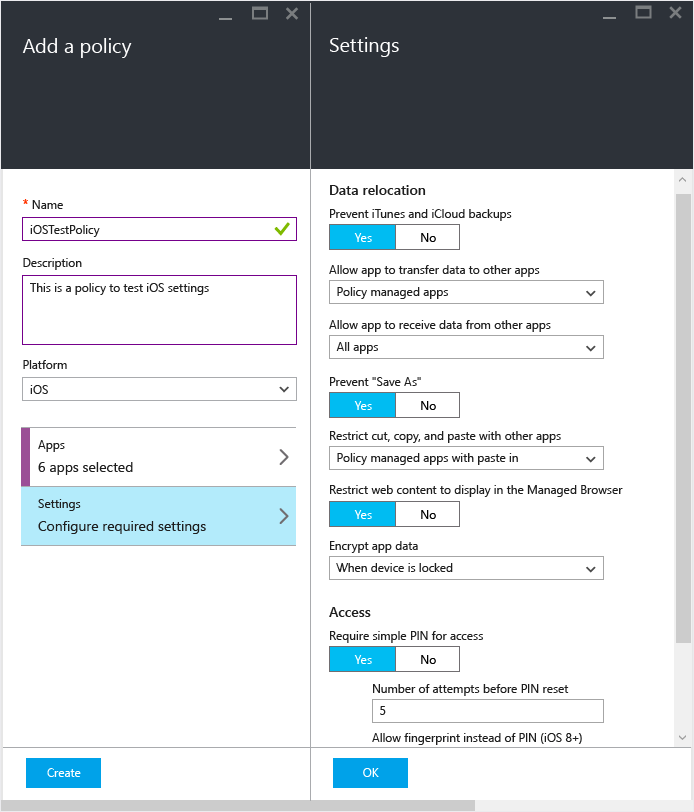 Add a policy
* Name
iOSTestPolicy
Description
This is a policy to test iOS settings
Platform
iOS
Apps
6 apps selected
Settings
Configure required settings
Create
Settings
Data relocation
Prevent iTunes and iCloud backups
Yes No
Allow app to transfer data to other apps
Policy managed apps
Allow app to receive data from other apps
All apps
Prevent "Save As"
Yes No
Restrict cut, copy, and paste with other apps
Policy managed apps with paste in
Restrict web content to display in the Managed Browser
Yes No
Encrypt app data
When device is locked
Access
Require simple PIN for access
Yes No
Number of attempts before PIN reset
5
Allow fingerprint instead of PIN (iOS 8+)
OK